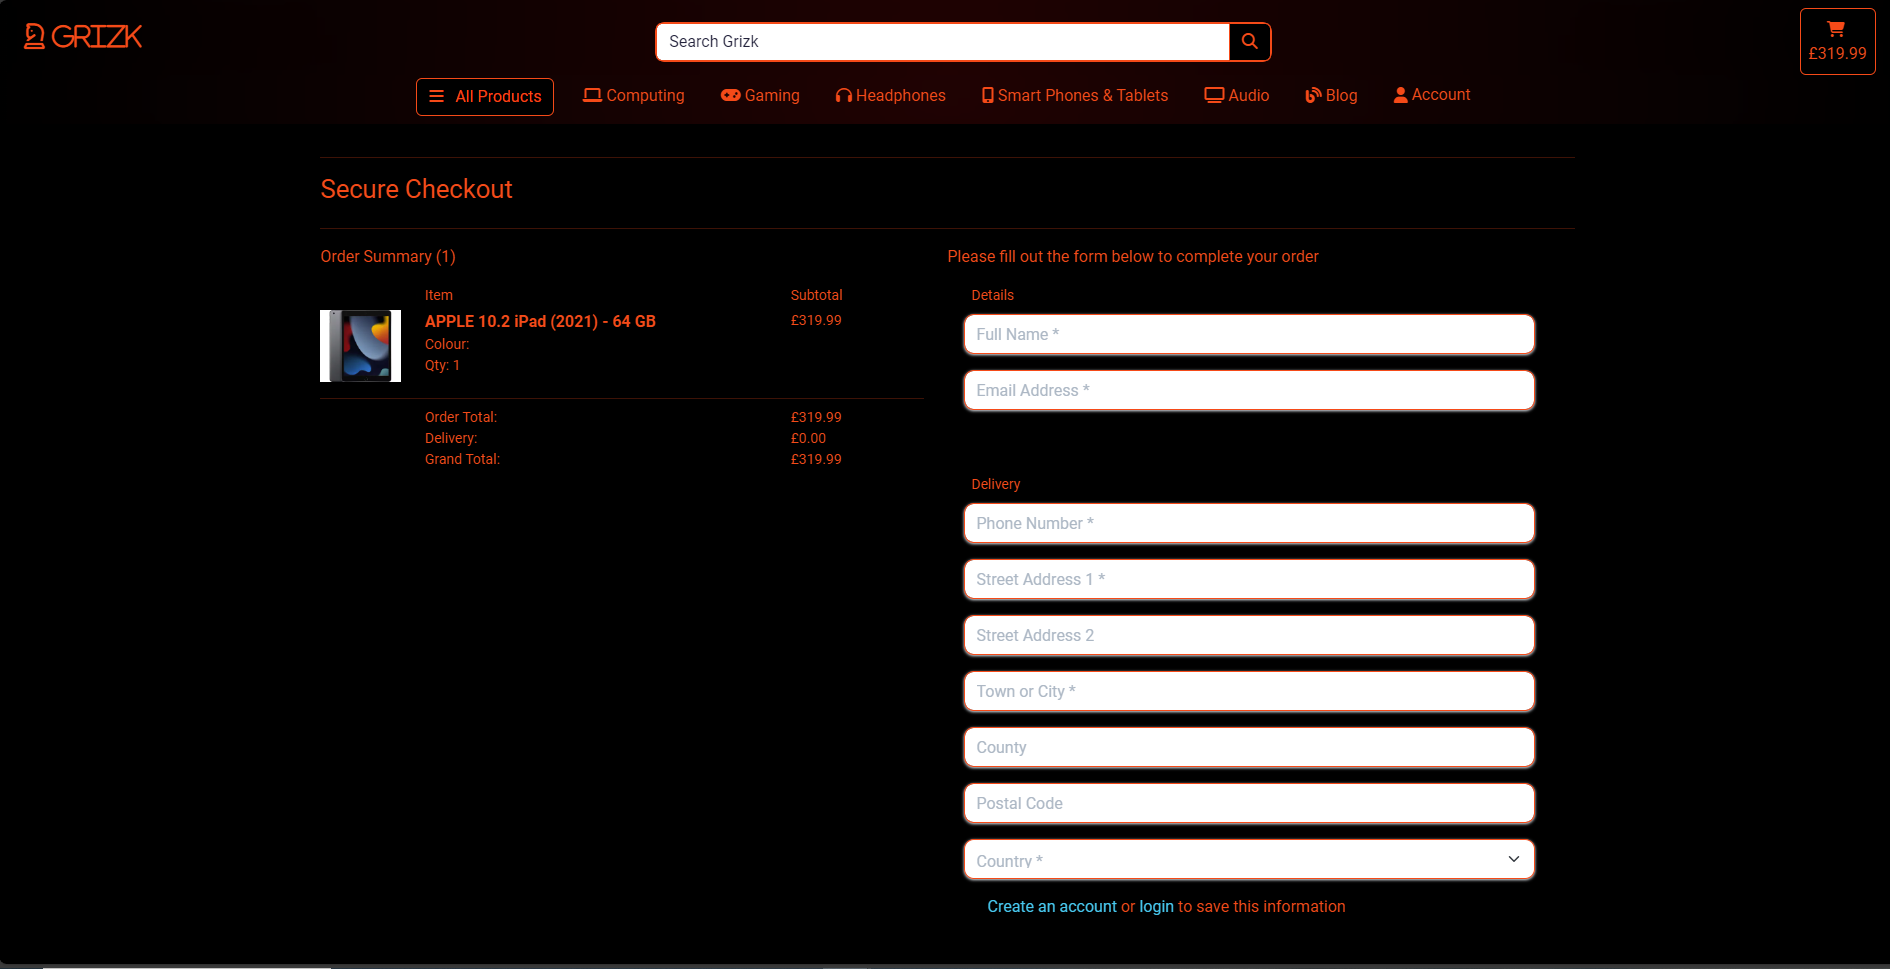 GRIZK
Search Grizk
£319.99
All Products Computing Gaming Headphones Smart Phones & Tablets Audio Blog Account
Secure Checkout
Order Summary (1)
Item Subtotal
APPLE 10.2 iPad (2021) - 64 GB £319.99
Colour:
Qty: 1
Order Total: £319.99
Delivery: £0.00
Grand Total: £319.99
Please fill out the form below to complete your order
Details
Full Name *
Email Address *
Delivery
Phone Number *
Street Address 1 *
Street Address 2
Town or City *
County
Postal Code
Country *
Create an account or login to save this information